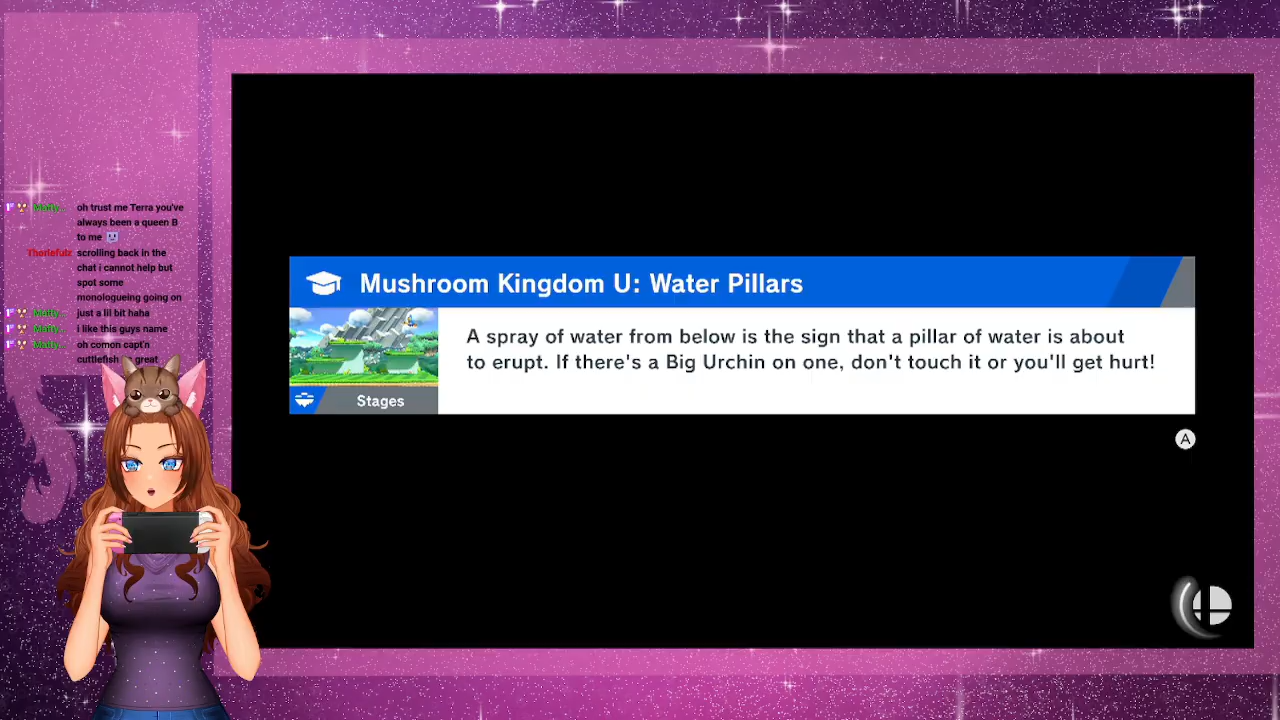 oh trust me Terra you've
always been a queen B
to me
Thorlefulz scrolling back in the
chat i cannot help but
spot some
monologueing going on
just a lil bit haha
i like this guys name
oh comon capt'n
cuttlefish great
Mushroom Kingdom U: Water Pillars
A spray of water from below is the sign that a pillar of water is about
to erupt. If there's a Big Urchin on one, don't touch it or you'll get hurt!
Stages
A